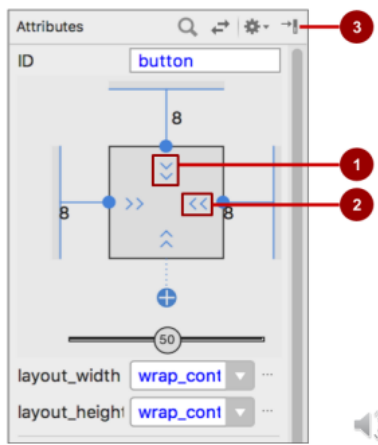 Attributes
3
ID
button
8
1
>>
<<
2
8
8
50
layout_width
wrap_cont
...
layout_height
wrap_cont
...